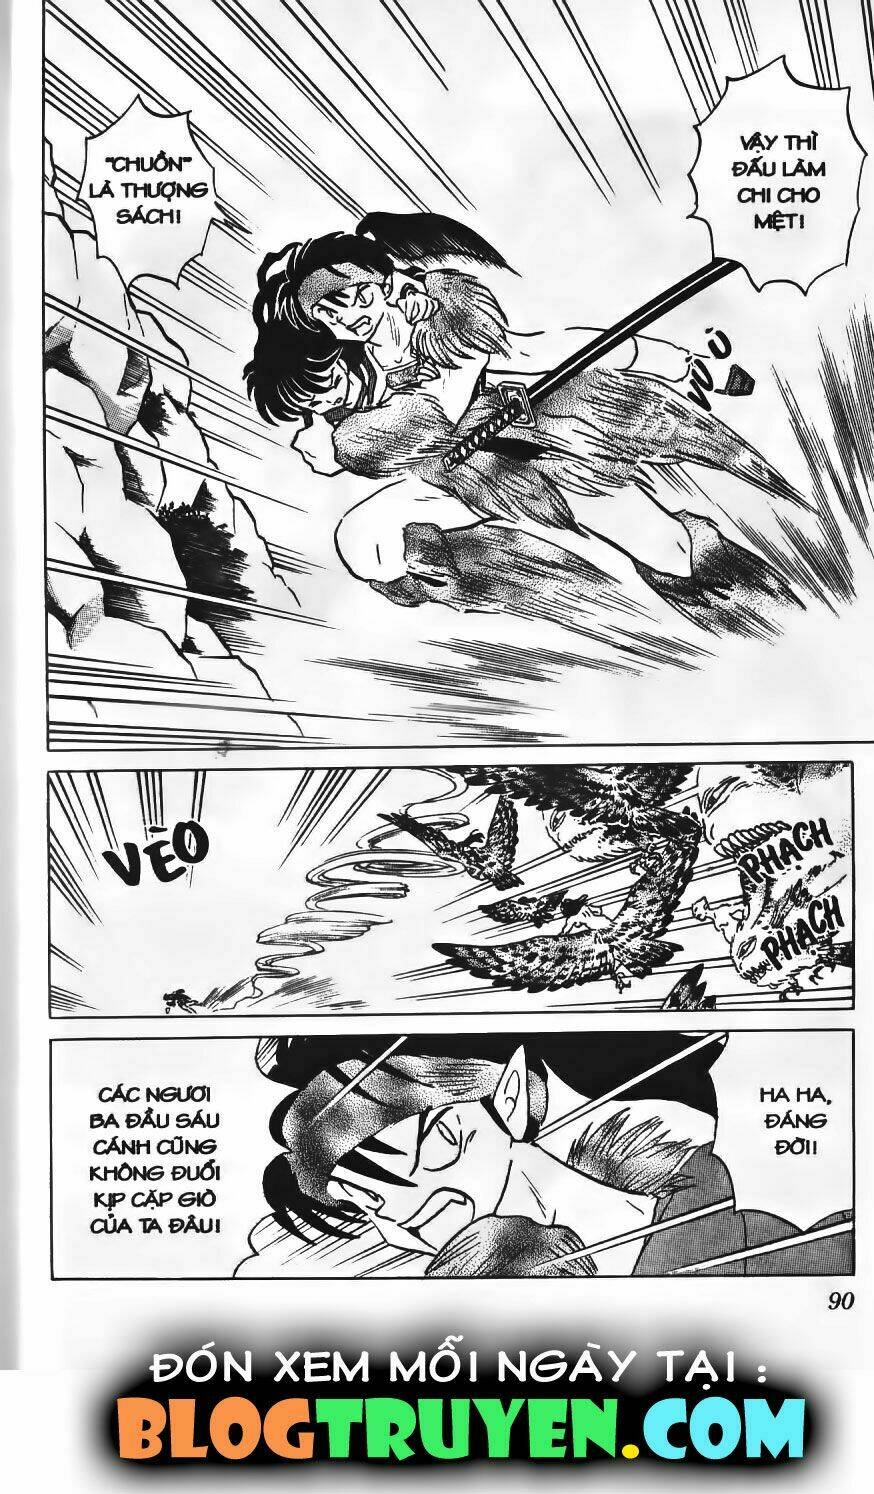 VẬY THÌ
ĐẤU LÀM
CHI CHO
MỆT!
"CHUỒN"
LÀ THƯỢNG
SÁCH!
VÙ Ù
VÈO
PHẠCH
PHẠCH
HA HA,
ĐÁNG
ĐỜI!
CÁC NGƯƠI
BA ĐẦU SÁU
CÁNH CŨNG
KHÔNG ĐUỔI
KỊP CẶP GIÒ
CỦA TA ĐÂU!
90
ĐÓN XEM MỖI NGÀY TẠI :
BLOGTRUYEN.COM